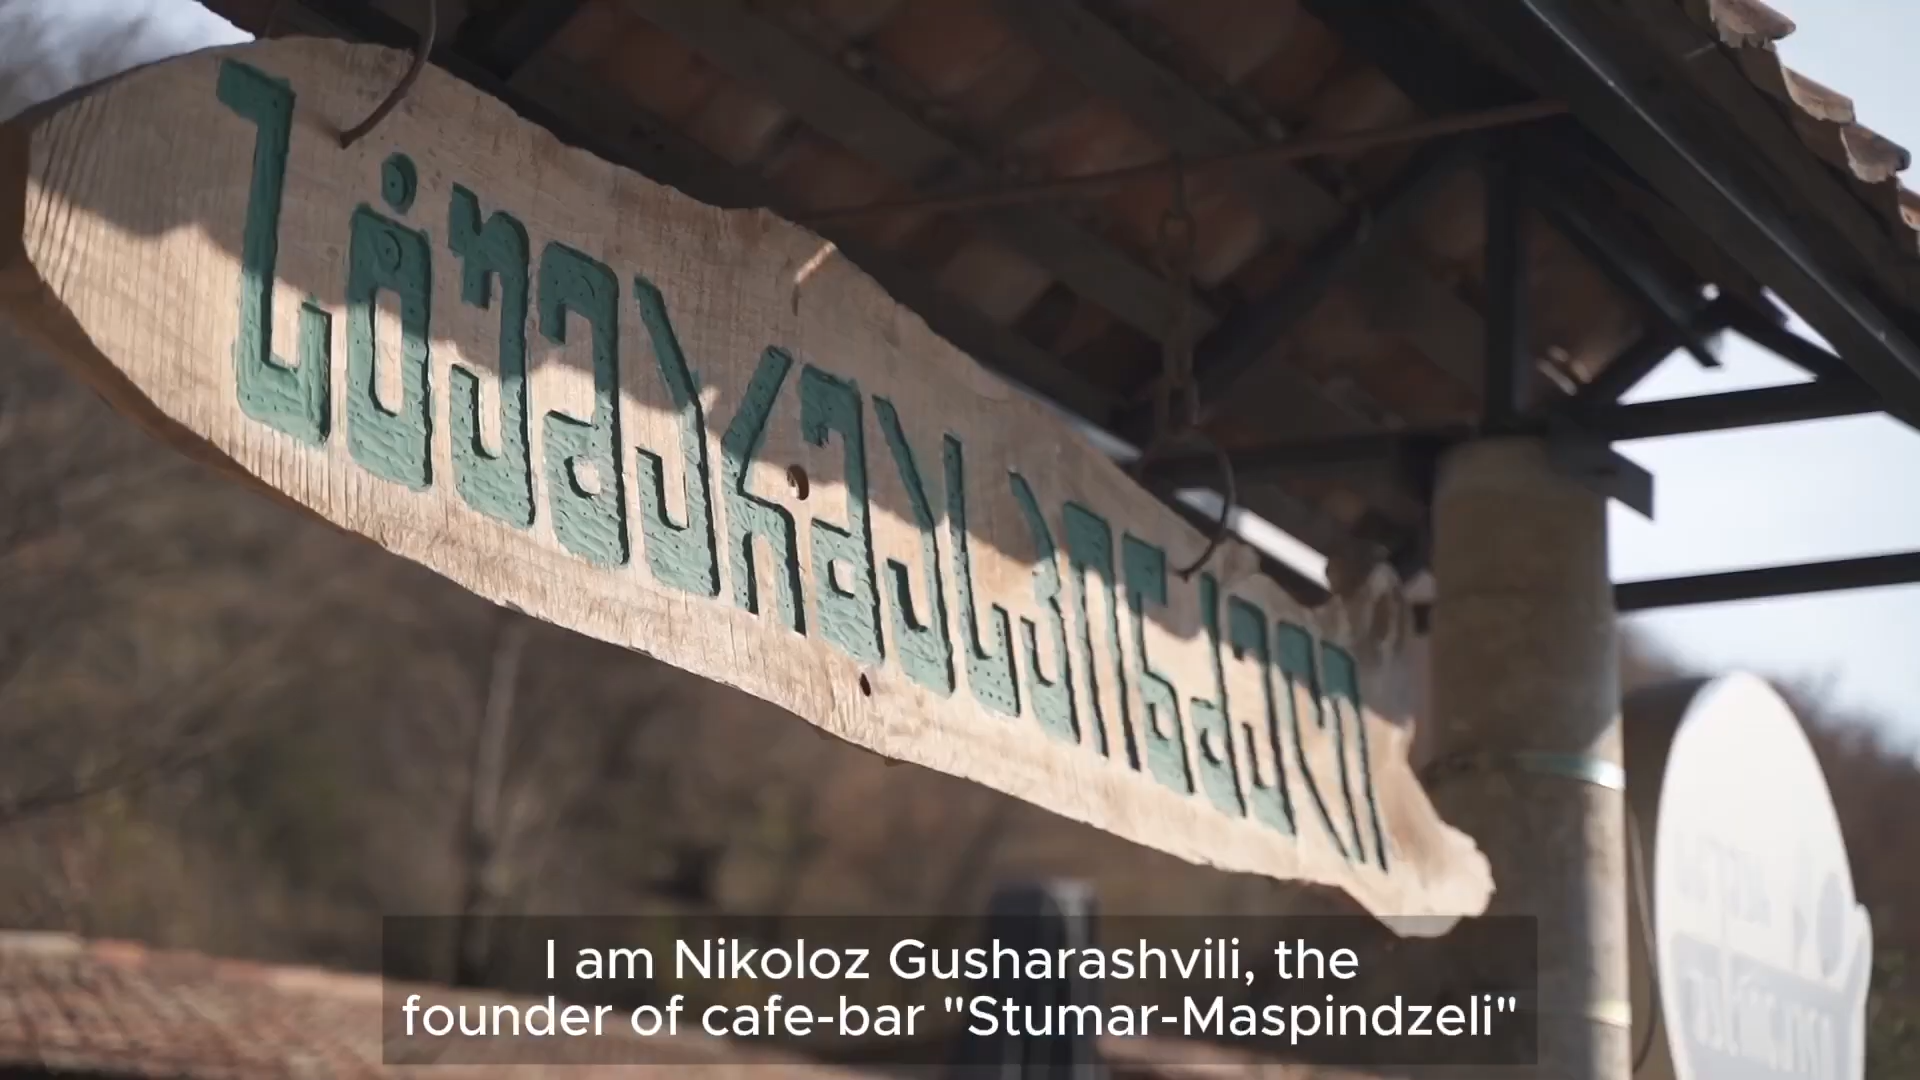 სტუმარმასპინძელი
I am Nikoloz Gusharashvili, the
founder of cafe-bar "Stumar-Maspindzeli"